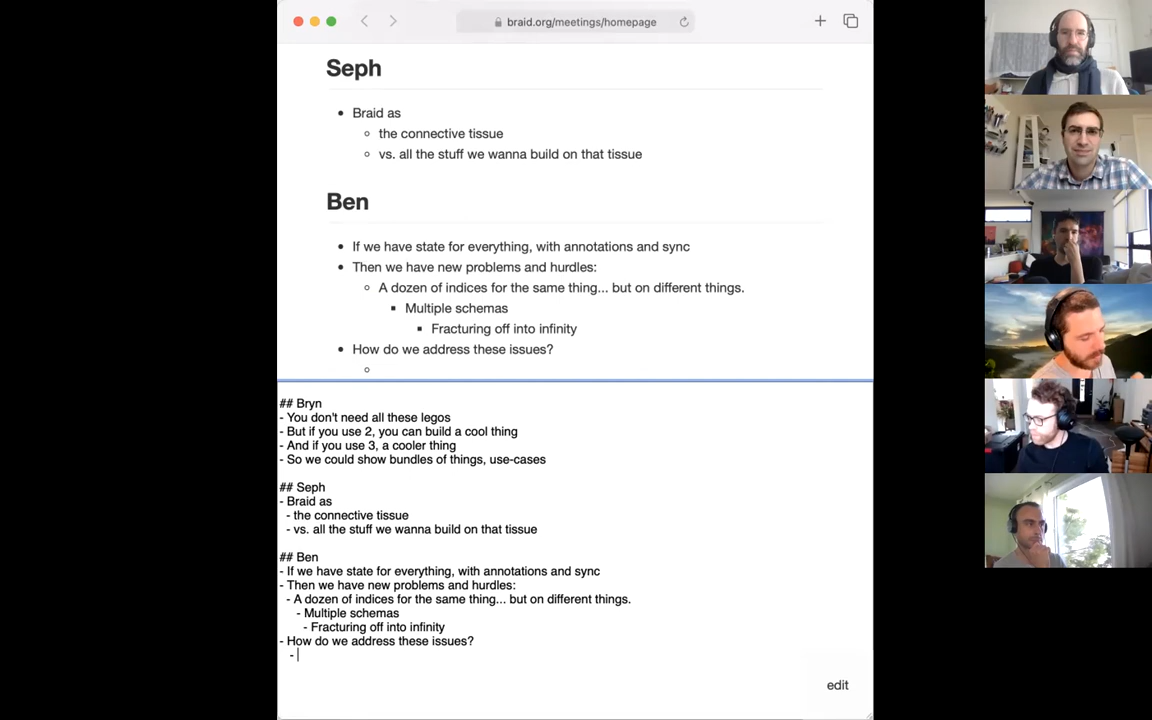 braid.org/meetings/homepage
Seph
• Braid as
◦ the connective tissue
◦ vs. all the stuff we wanna build on that tissue
Ben
• If we have state for everything, with annotations and sync
• Then we have new problems and hurdles:
◦ A dozen of indices for the same thing... but on different things.
▪ Multiple schemas
▪ Fracturing off into infinity
• How do we address these issues?
◦
## Bryn
- You don't need all these legos
- But if you use 2, you can build a cool thing
- And if you use 3, a cooler thing
- So we could show bundles of things, use-cases
## Seph
- Braid as
- the connective tissue
- vs. all the stuff we wanna build on that tissue
## Ben
- If we have state for everything, with annotations and sync
- Then we have new problems and hurdles:
- A dozen of indices for the same thing... but on different things.
- Multiple schemas
- Fracturing off into infinity
- How do we address these issues?
-
edit